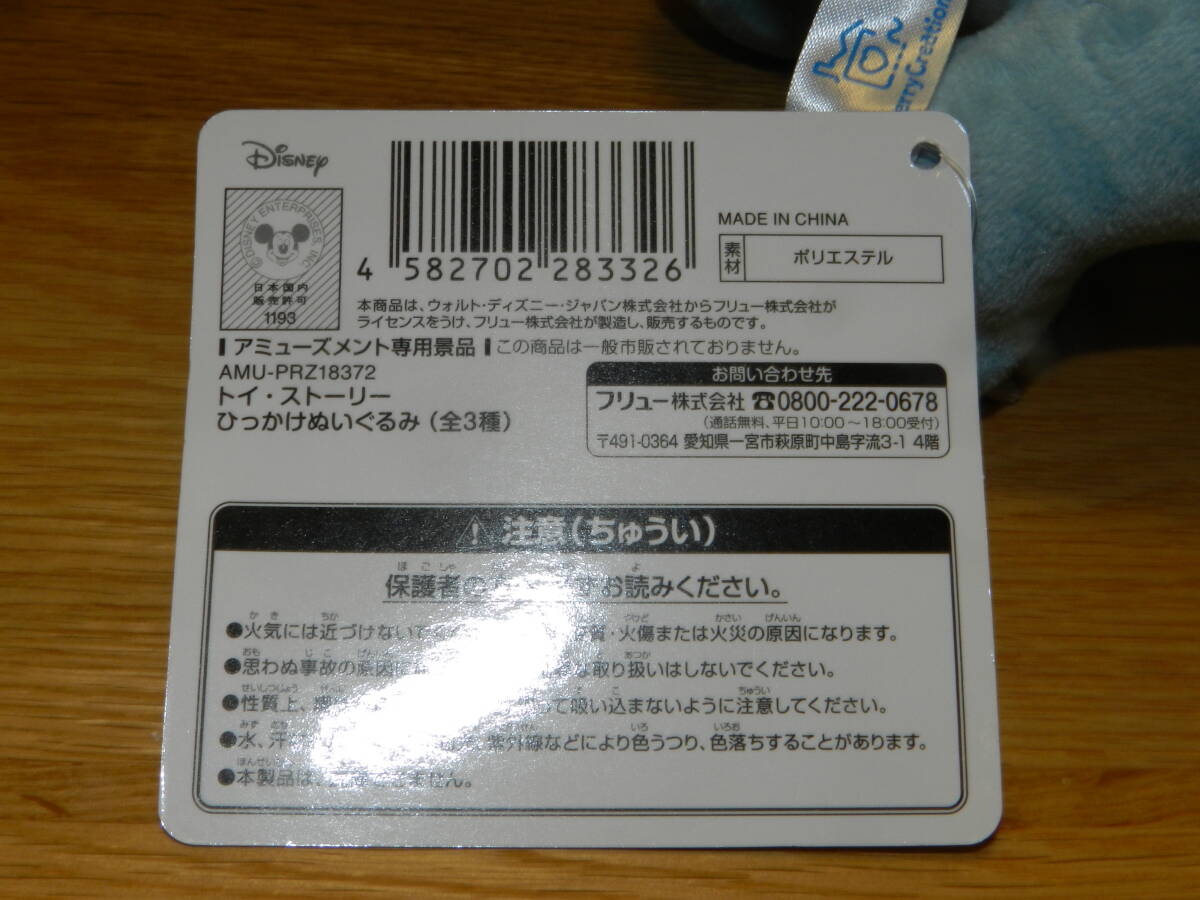 erryCreation
Disney
© DISNEY ENTERPRISES, INC.
日本国内
販売許可
1193
4 582702 283326
MADE IN CHINA
素材 ポリエステル
本商品は、ウォルト・ディズニー・ジャパン株式会社からフリュー株式会社が
ライセンスをうけ、フリュー株式会社が製造し、販売するものです。
アミューズメント専用景品 この商品は一般市販されておりません。
AMU-PRZ18372
トイ・ストーリー
ひっかけぬいぐるみ（全3種）
お問い合わせ先
フリュー株式会社 ☎0800-222-0678
（通話無料、平日10:00～18:00受付）
〒491-0364 愛知県一宮市萩原町中島字流3-1 4階
⚠ 注意（ちゅうい）
保護者 お読みください。
●火気には近づけないで ・火傷または火災の原因になります。
●思わぬ事故の原因に 取り扱いはしないでください。
●性質上、 吸い込まないように注意してください。
●水、汗 紫外線などにより色うつり、色落ちすることがあります。
●本製品は、 ません。